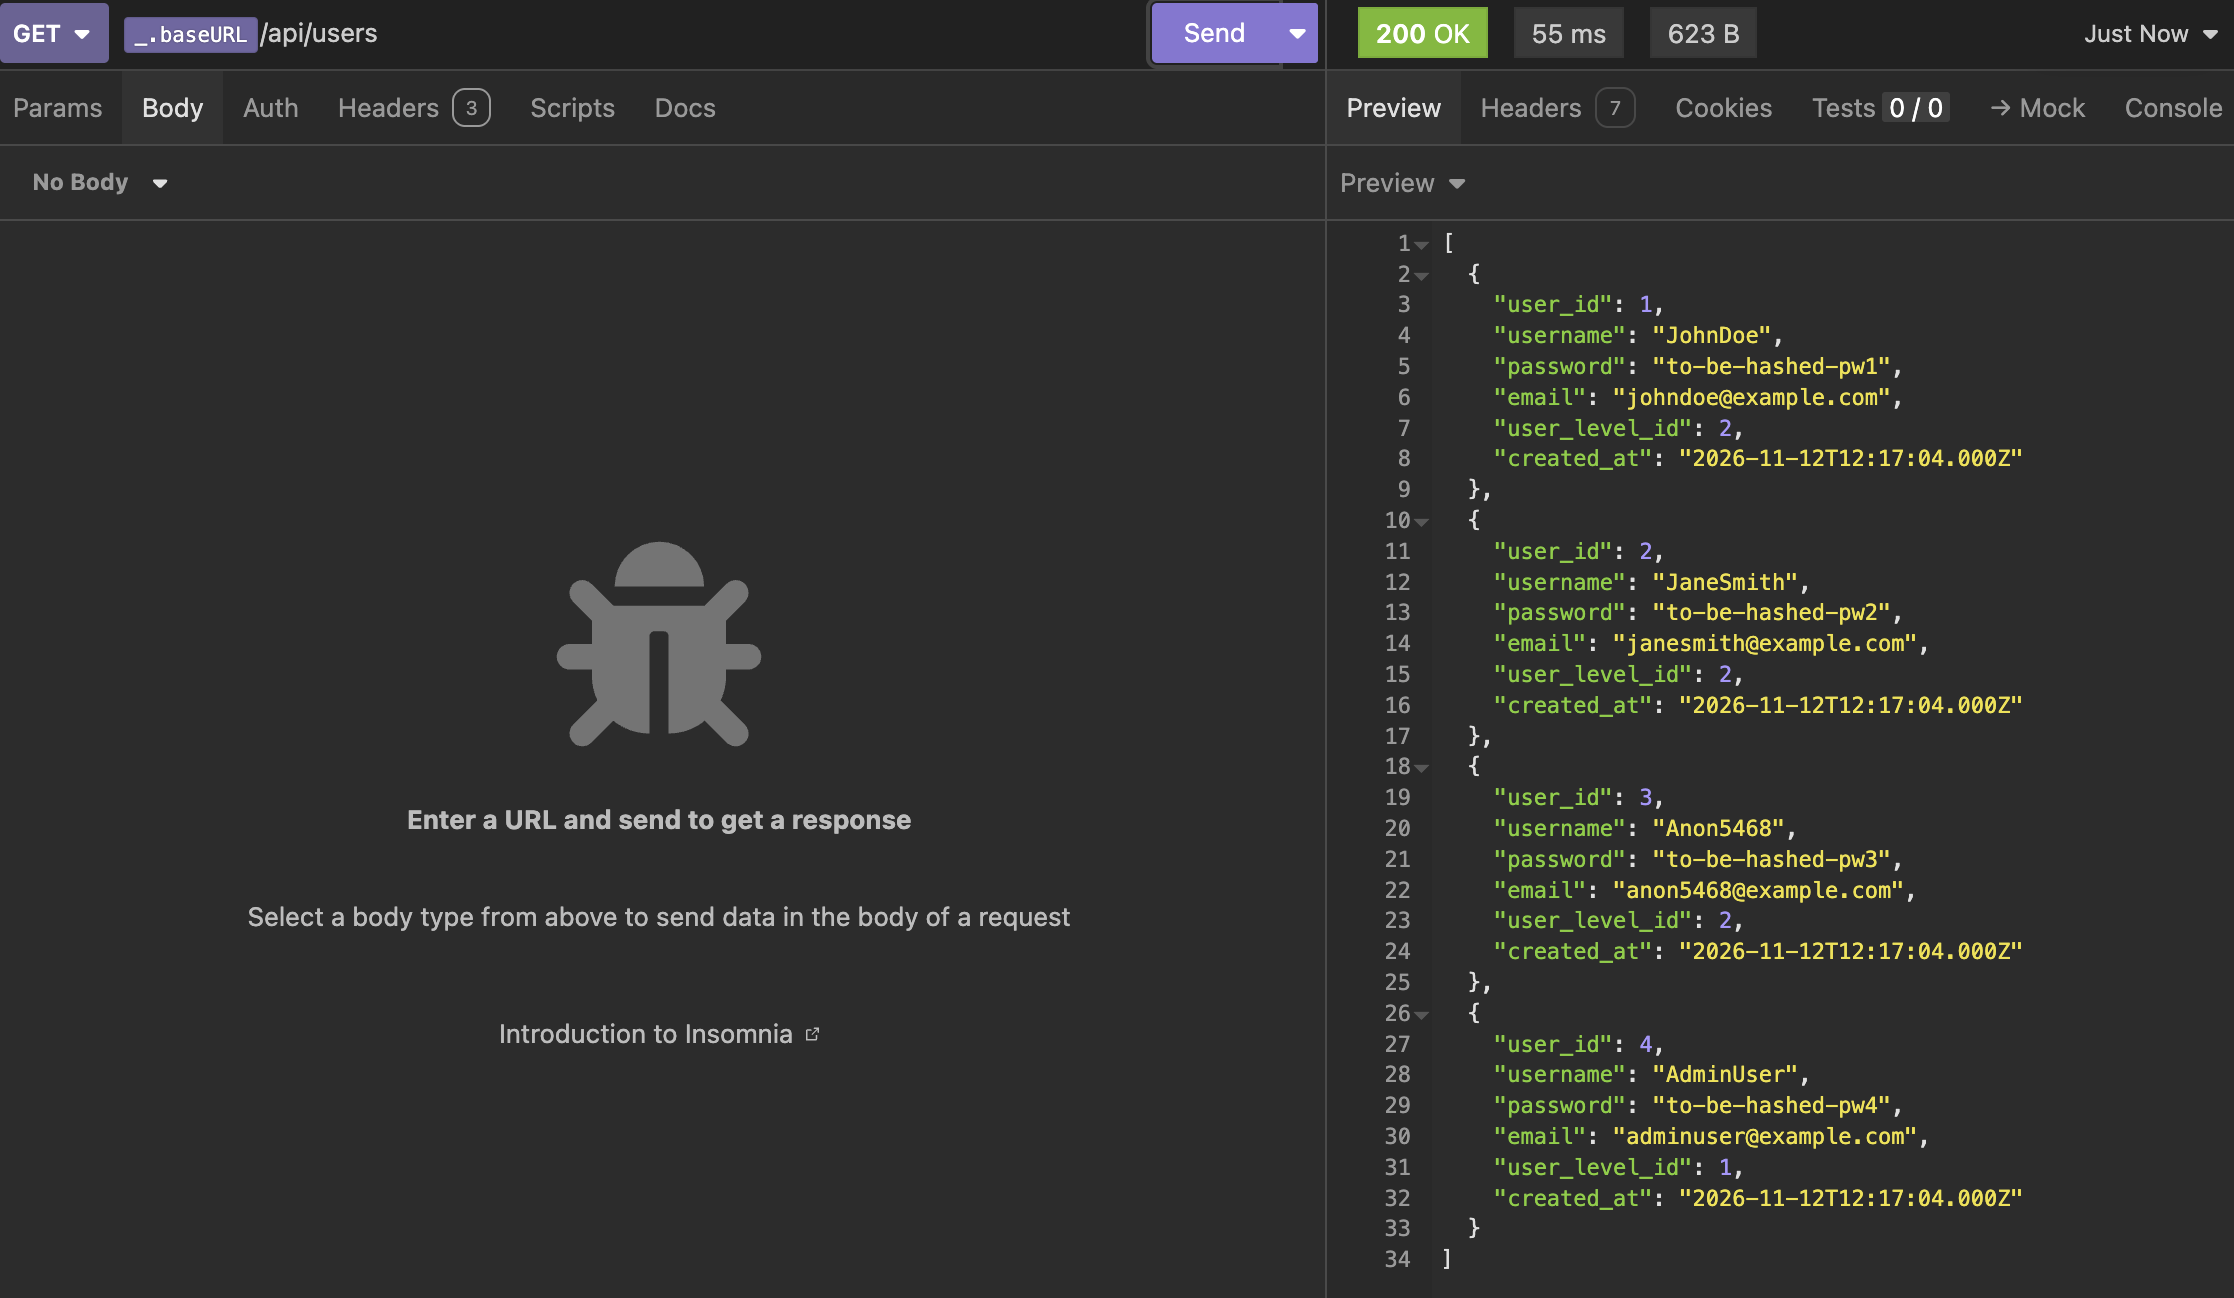 GET _.baseURL/api/users Send
200 OK 55 ms 623 B Just Now
Params Body Auth Headers 3 Scripts Docs
Preview Headers 7 Cookies Tests 0 / 0 → Mock Console
No Body
Preview
Enter a URL and send to get a response
Select a body type from above to send data in the body of a request
Introduction to Insomnia
1 [
2 {
3 "user_id": 1,
4 "username": "JohnDoe",
5 "password": "to-be-hashed-pw1",
6 "email": "johndoe@example.com",
7 "user_level_id": 2,
8 "created_at": "2026-11-12T12:17:04.000Z"
9 },
10 {
11 "user_id": 2,
12 "username": "JaneSmith",
13 "password": "to-be-hashed-pw2",
14 "email": "janesmith@example.com",
15 "user_level_id": 2,
16 "created_at": "2026-11-12T12:17:04.000Z"
17 },
18 {
19 "user_id": 3,
20 "username": "Anon5468",
21 "password": "to-be-hashed-pw3",
22 "email": "anon5468@example.com",
23 "user_level_id": 2,
24 "created_at": "2026-11-12T12:17:04.000Z"
25 },
26 {
27 "user_id": 4,
28 "username": "AdminUser",
29 "password": "to-be-hashed-pw4",
30 "email": "adminuser@example.com",
31 "user_level_id": 1,
32 "created_at": "2026-11-12T12:17:04.000Z"
33 }
34 ]